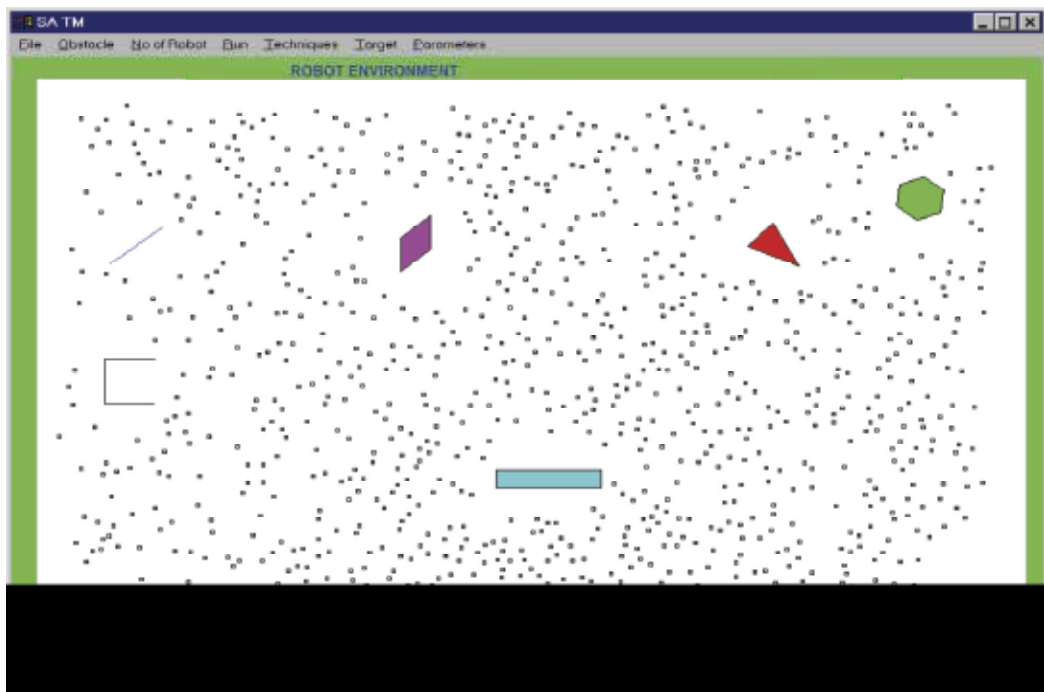 SA TM
File Obstacle No of Robot Run Techniques Target Parameters
ROBOT ENVIRONMENT